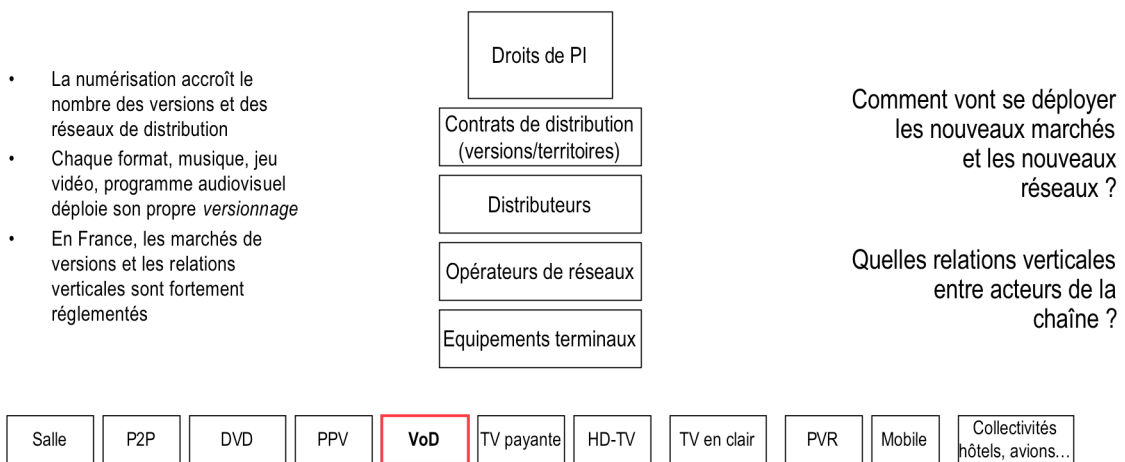 • La numérisation accroît le
nombre des versions et des
réseaux de distribution
• Chaque format, musique, jeu
vidéo, programme audiovisuel
déploie son propre versionnage
• En France, les marchés de
versions et les relations
verticales sont fortement
réglementés
Droits de PI
Contrats de distribution
(versions/territoires)
Distributeurs
Opérateurs de réseaux
Equipements terminaux
Comment vont se déployer
les nouveaux marchés
et les nouveaux
réseaux ?
Quelles relations verticales
entre acteurs de la
chaîne ?
Salle
P2P
DVD
PPV
VoD
TV payante
HD-TV
TV en clair
PVR
Mobile
Collectivités
hôtels, avions…